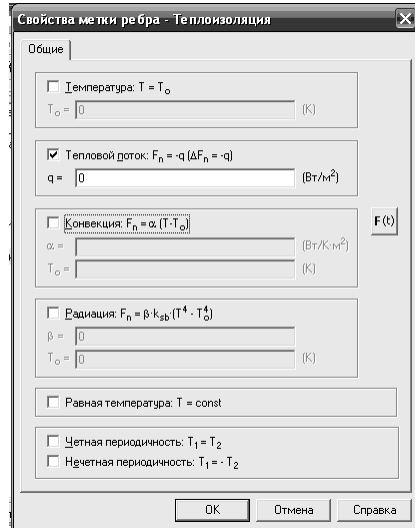 Свойства метки ребра - Теплоизоляция
Общие
Температура: T = Tₒ
Tₒ = 0 (K)
Тепловой поток: Fₙ = -q (ΔFₙ = -q)
q = 0 (Вт/м²)
Конвекция: Fₙ = α (T-Tₒ)
α = (Вт/К·м²)
Tₒ = (K)
F(t)
Радиация: Fₙ = β·kₛb·(T⁴ - Tₒ⁴)
β = 0
Tₒ = 0 (K)
Равная температура: T = const
Четная периодичность: T₁ = T₂
Нечетная периодичность: T₁ = - T₂
OK Отмена Справка